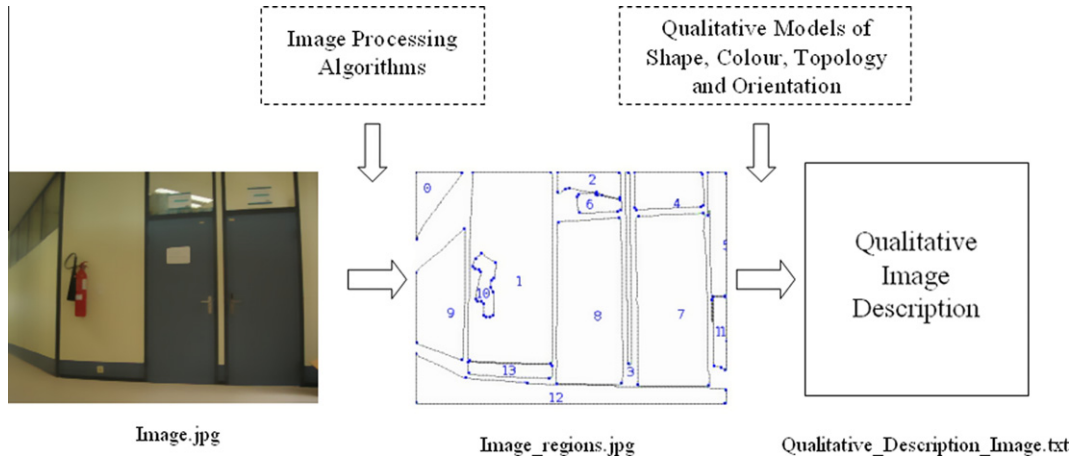 Image Processing
Algorithms
Qualitative Models of
Shape, Colour, Topology
and Orientation
0
2
6
4
5
1
10
9
8
7
11
13
3
12
Qualitative
Image
Description
Image.jpg
Image_regions.jpg
Qualitative_Description_Image.txt